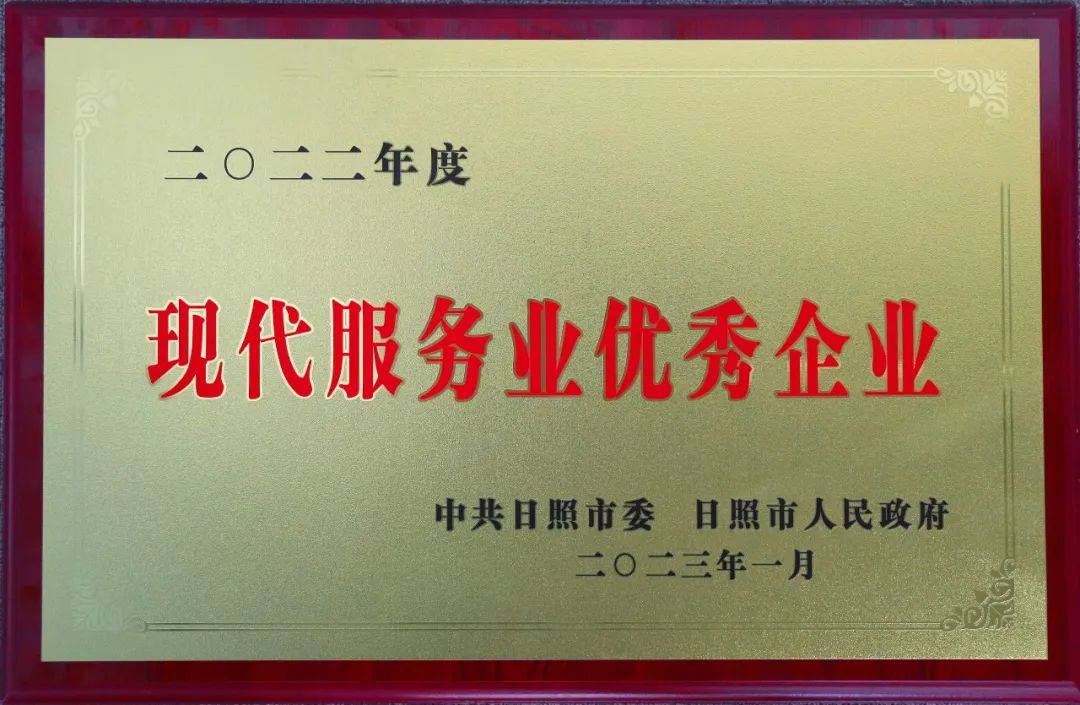 二〇二二年度
现代服务业优秀企业
中共日照市委 日照市人民政府
二〇二三年一月